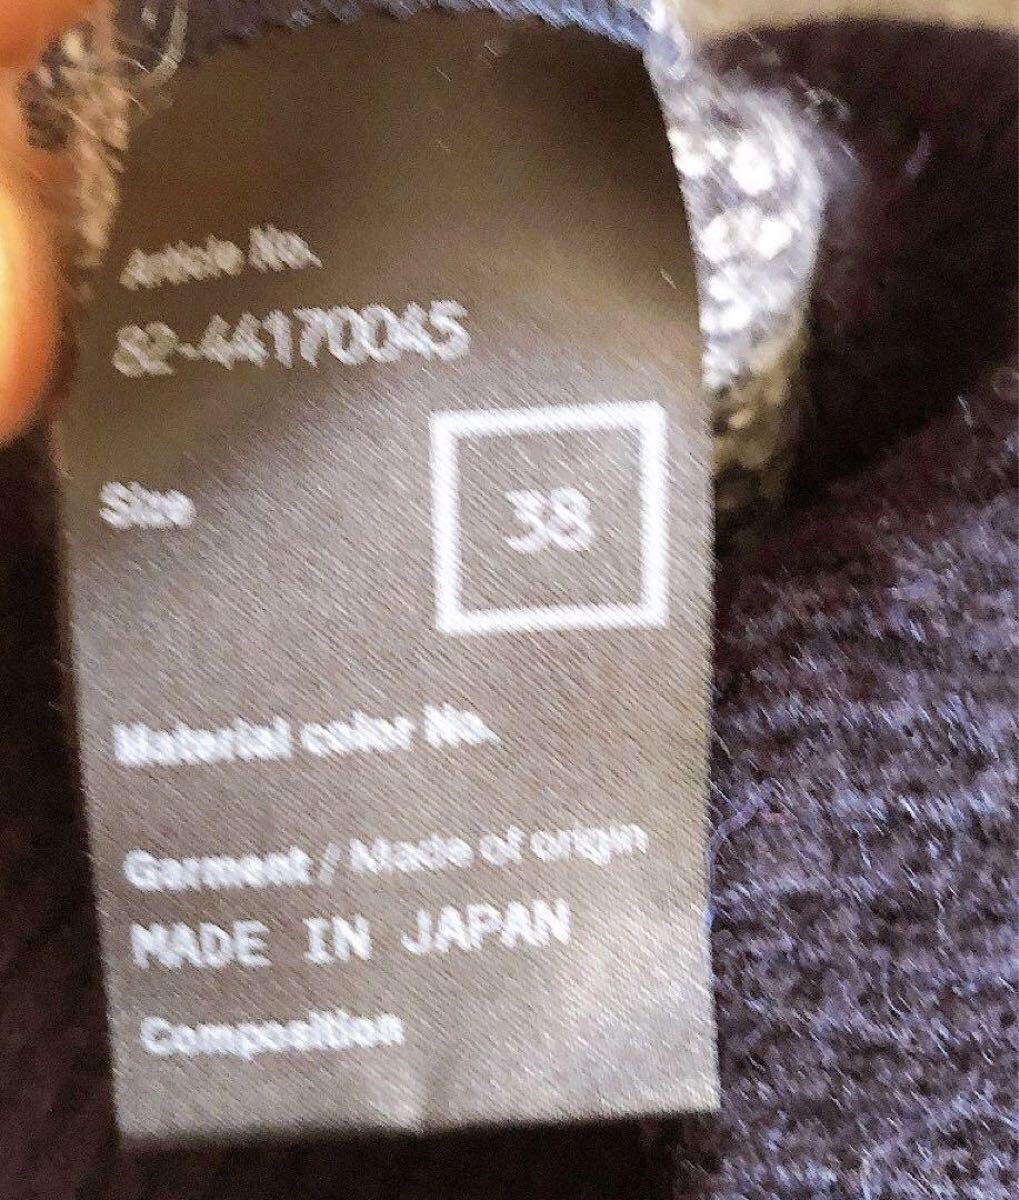 Article No.
82-44170045
Size
38
Material color No.
Garment / Made of origin
MADE IN JAPAN
Composition